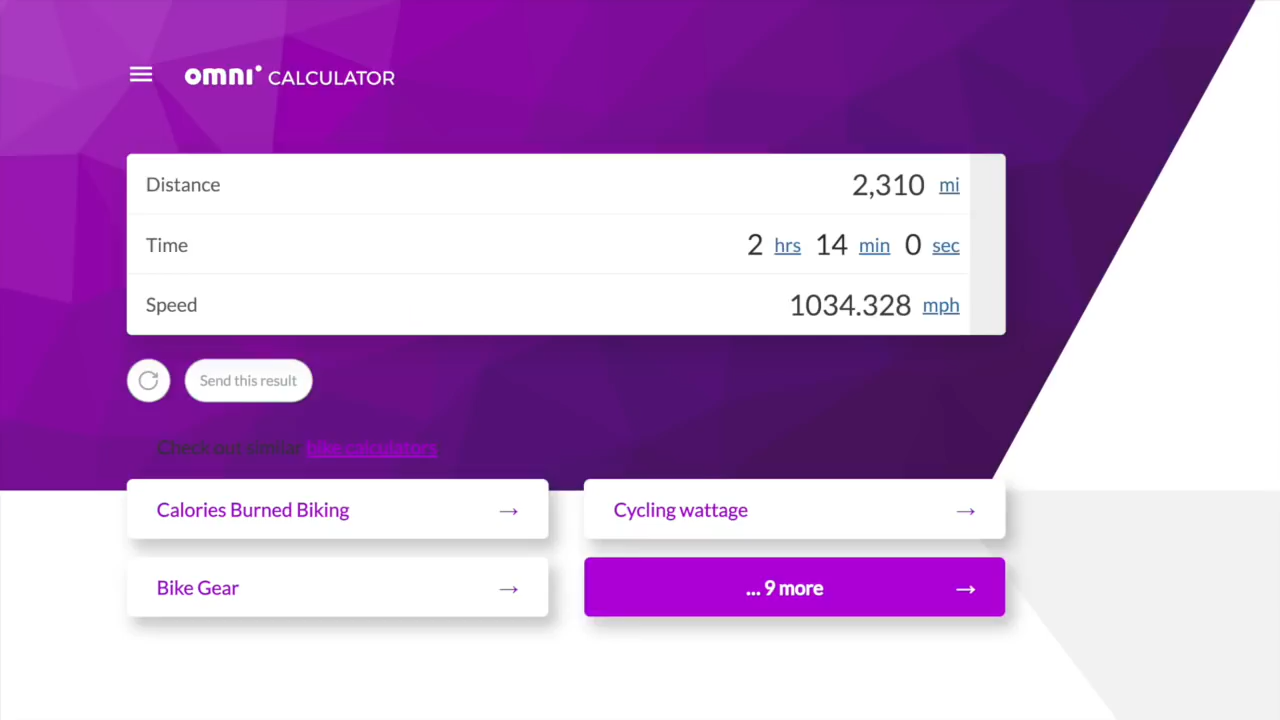 omni CALCULATOR
Distance 2,310 mi
Time 2 hrs 14 min 0 sec
Speed 1034.328 mph
Send this result
Check out similar bike calculators
Calories Burned Biking → Cycling wattage →
Bike Gear → ... 9 more →